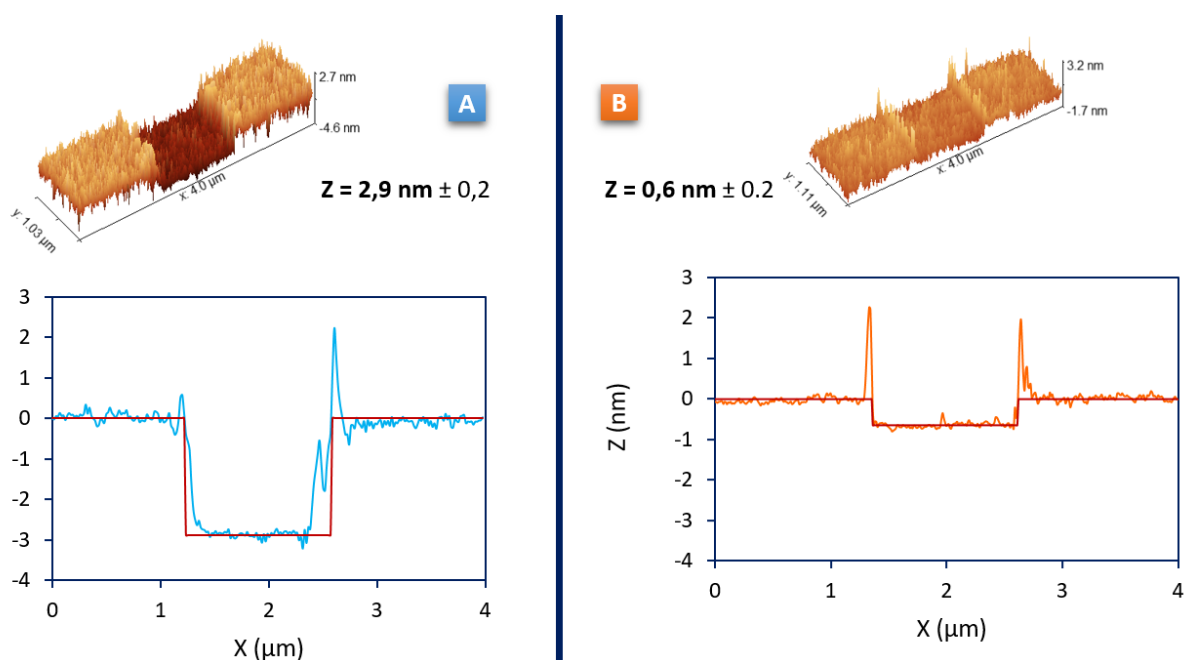 2.7 nm
-4.6 nm
x: 4.0 µm
y: 1.03 µm
A
Z = 2,9 nm ± 0,2
3
2
1
0
-1
-2
-3
-4
0 1 2 3 4
X (µm)
B
3.2 nm
-1.7 nm
x: 4.0 µm
y: 1.11 µm
Z = 0,6 nm ± 0.2
Z (nm)
3
2
1
0
-1
-2
-3
-4
0 1 2 3 4
X (µm)